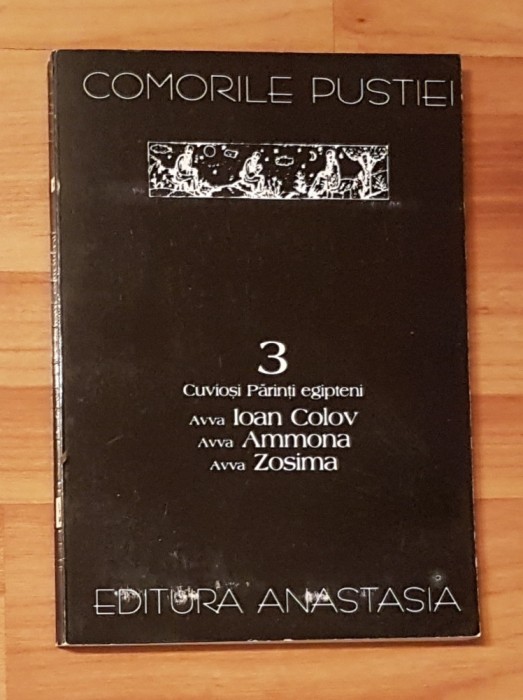 COMORILE PUSTIEI
3
Cuvioși Părinți egipteni
Avva Ioan Colov
Avva Ammona
Avva Zosima
EDITURA ANASTASIA